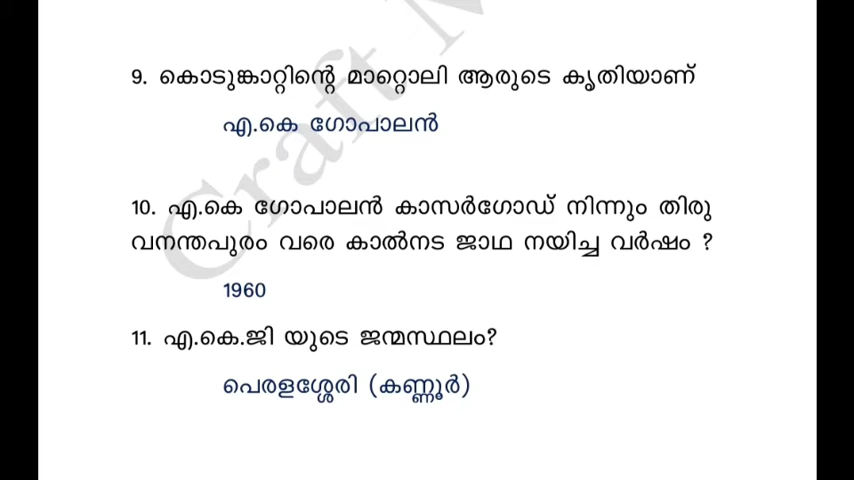 9. കൊടുങ്കാറ്റിന്റെ മാറ്റൊലി ആരുടെ കൃതിയാണ്
എ.കെ ഗോപാലൻ
10. എ.കെ ഗോപാലൻ കാസർഗോഡ് നിന്നും തിരു
വനന്തപുരം വരെ കാൽനട ജാഥ നയിച്ച വർഷം ?
1960
11. എ.കെ.ജി യുടെ ജന്മസ്ഥലം?
പെരളശ്ശേരി (കണ്ണൂർ)
Craft M